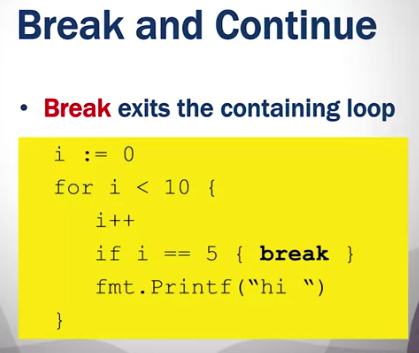 Break and Continue
• Break exits the containing loop
i := 0
for i < 10 {
i++
if i == 5 { break }
fmt.Printf(“hi “)
}